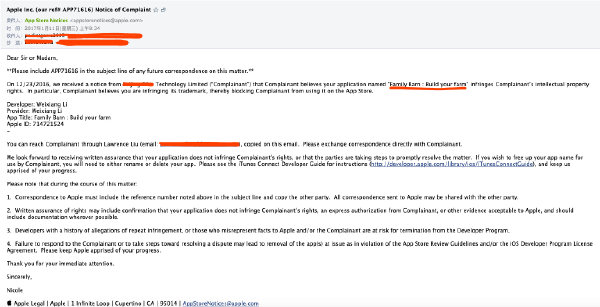 Apple Inc. (our ref# APP71616) Notice of Complaint
发件人: App Store Notices <appstorenotices@apple.com>
时 间: 2017年1月11日(星期三) 上午9:34
收件人:
抄 送:
Dear Sir or Madam,
**Please include APP71616 in the subject line of any future correspondence on this matter.**
On 12/23/2016, we received a notice from Technology Limited ("Complainant") that Complainant believes your application named "Family Barn : Build your farm" infringes Complainant's intellectual property
rights. In particular, Complainant believes you are infringing its trademark, thereby blocking Complainant from using it on the App Store.
Developer: Weixiang Li
Provider: Weixiang Li
App Title: Family Barn : Build your farm
Apple ID: 714721524
–
You can reach Complainant through Lawrence Liu (email: , copied on this email. Please exchange correspondence directly with Complainant.
We look forward to receiving written assurance that your application does not infringe Complainant's rights, or that the parties are taking steps to promptly resolve the matter. If you wish to free up your app name for
use by Complainant, you will need to either rename or delete your app. Please see the iTunes Connect Developer Guide for instructions (http://developer.apple.com/library/ios/iTunesConnectGuide), and keep us
apprised of your progress.
Please note that during the course of this matter:
1. Correspondence to Apple must include the reference number noted above in the subject line and copy the other party. All correspondence sent to Apple may be shared with the other party.
2. Written assurance of rights may include confirmation that your application does not infringe Complainant's rights, an express authorization from Complainant, or other evidence acceptable to Apple, and should
include documentation wherever possible.
3. Developers with a history of allegations of repeat infringement, or those who misrepresent facts to Apple and/or the Complainant are at risk for termination from the Developer Program.
4. Failure to respond to the Complainant or to take steps toward resolving a dispute may lead to removal of the app(s) at issue as in violation of the App Store Review Guidelines and/or the iOS Developer Program License
Agreement. Please keep Apple apprised of your progress.
Thank you for your immediate attention.
Sincerely,
Nicole
Apple Legal | Apple | 1 Infinite Loop | Cupertino | CA | 95014 | AppStoreNotices@apple.com